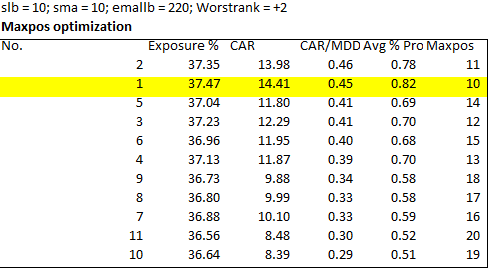 slb = 10; sma = 10; emallb = 220; Worstrank = +2
Maxpos optimization
No. Exposure % CAR CAR/MDD Avg % Pro Maxpos
2 37.35 13.98 0.46 0.78 11
1 37.47 14.41 0.45 0.82 10
5 37.04 11.80 0.41 0.69 14
3 37.23 12.29 0.41 0.70 12
6 36.96 11.95 0.40 0.68 15
4 37.13 11.87 0.39 0.70 13
9 36.73 9.88 0.34 0.58 18
8 36.80 9.99 0.33 0.58 17
7 36.88 10.10 0.33 0.59 16
11 36.56 8.48 0.30 0.52 20
10 36.64 8.39 0.29 0.51 19